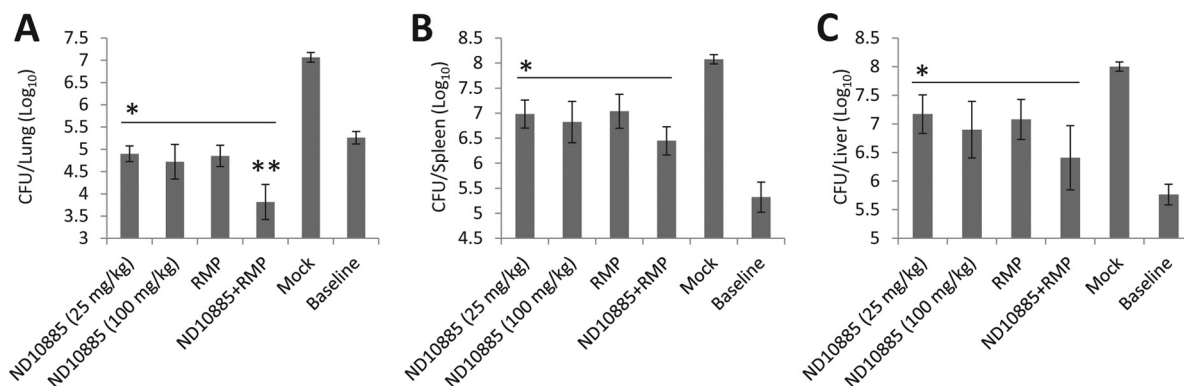 A
CFU/Lung (Log10)
7.5
7
6.5
6
5.5
5
4.5
4
3.5
3
*
**
ND10885 (25 mg/kg)
ND10885 (100 mg/kg)
RMP
ND10885+RMP
Mock
Baseline
B
CFU/Spleen (Log10)
8.5
8
7.5
7
6.5
6
5.5
5
4.5
*
ND10885 (25 mg/kg)
ND10885 (100 mg/kg)
RMP
ND10885+RMP
Mock
Baseline
C
CFU/Liver (Log10)
8.5
8
7.5
7
6.5
6
5.5
5
*
ND10885 (25 mg/kg)
ND10885 (100 mg/kg)
RMP
ND10885+RMP
Mock
Baseline